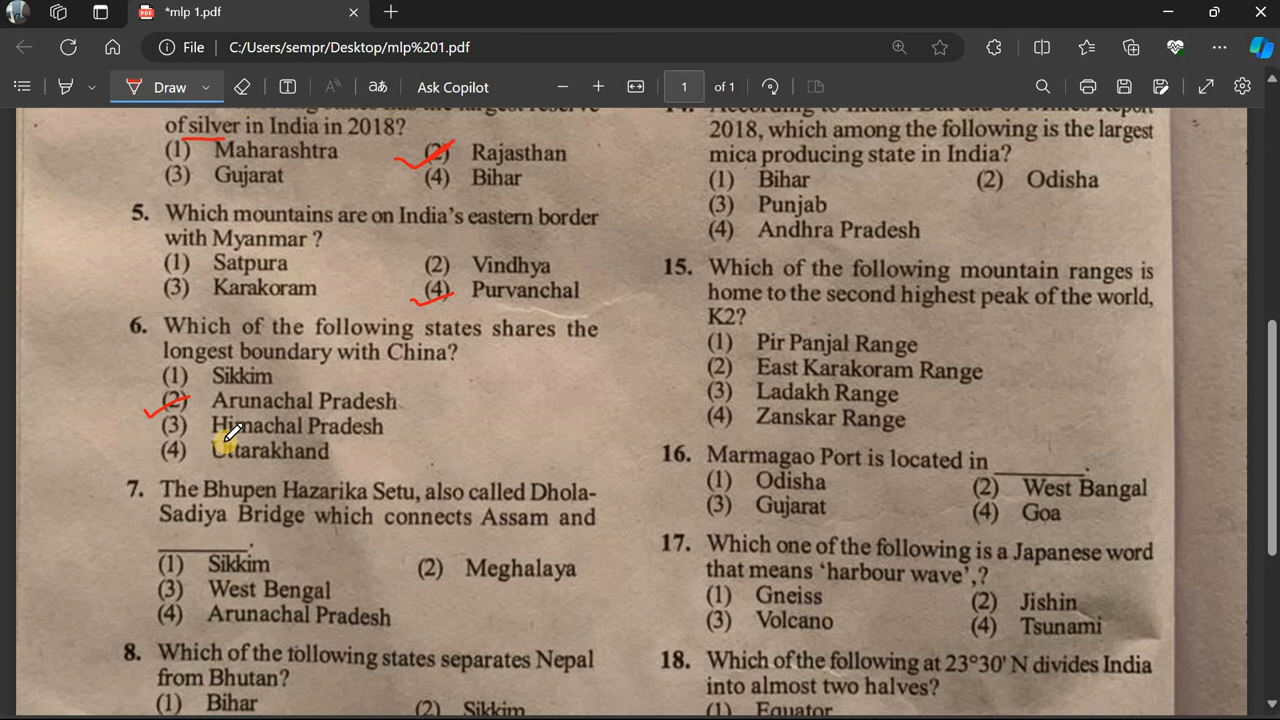 *mlp 1.pdf
File
C:/Users/sempr/Desktop/mlp%201.pdf
Draw
Ask Copilot
1
of 1
of silver in India in 2018?
(1) Maharashtra (2) Rajasthan
(3) Gujarat (4) Bihar
5. Which mountains are on India's eastern border
with Myanmar ?
(1) Satpura (2) Vindhya
(3) Karakoram (4) Purvanchal
6. Which of the following states shares the
longest boundary with China?
(1) Sikkim
(2) Arunachal Pradesh
(3) Himachal Pradesh
(4) Uttarakhand
7. The Bhupen Hazarika Setu, also called Dhola-
Sadiya Bridge which connects Assam and
________.
(1) Sikkim (2) Meghalaya
(3) West Bengal
(4) Arunachal Pradesh
8. Which of the following states separates Nepal
from Bhutan?
(1) Bihar (2) Sikkim
According to Indian Bureau of Mines Report
2018, which among the following is the largest
mica producing state in India?
(1) Bihar (2) Odisha
(3) Punjab
(4) Andhra Pradesh
15. Which of the following mountain ranges is
home to the second highest peak of the world,
K2?
(1) Pir Panjal Range
(2) East Karakoram Range
(3) Ladakh Range
(4) Zanskar Range
16. Marmagao Port is located in ________.
(1) Odisha (2) West Bangal
(3) Gujarat (4) Goa
17. Which one of the following is a Japanese word
that means 'harbour wave',?
(1) Gneiss (2) Jishin
(3) Volcano (4) Tsunami
18. Which of the following at 23°30' N divides India
into almost two halves?
(1) Equator